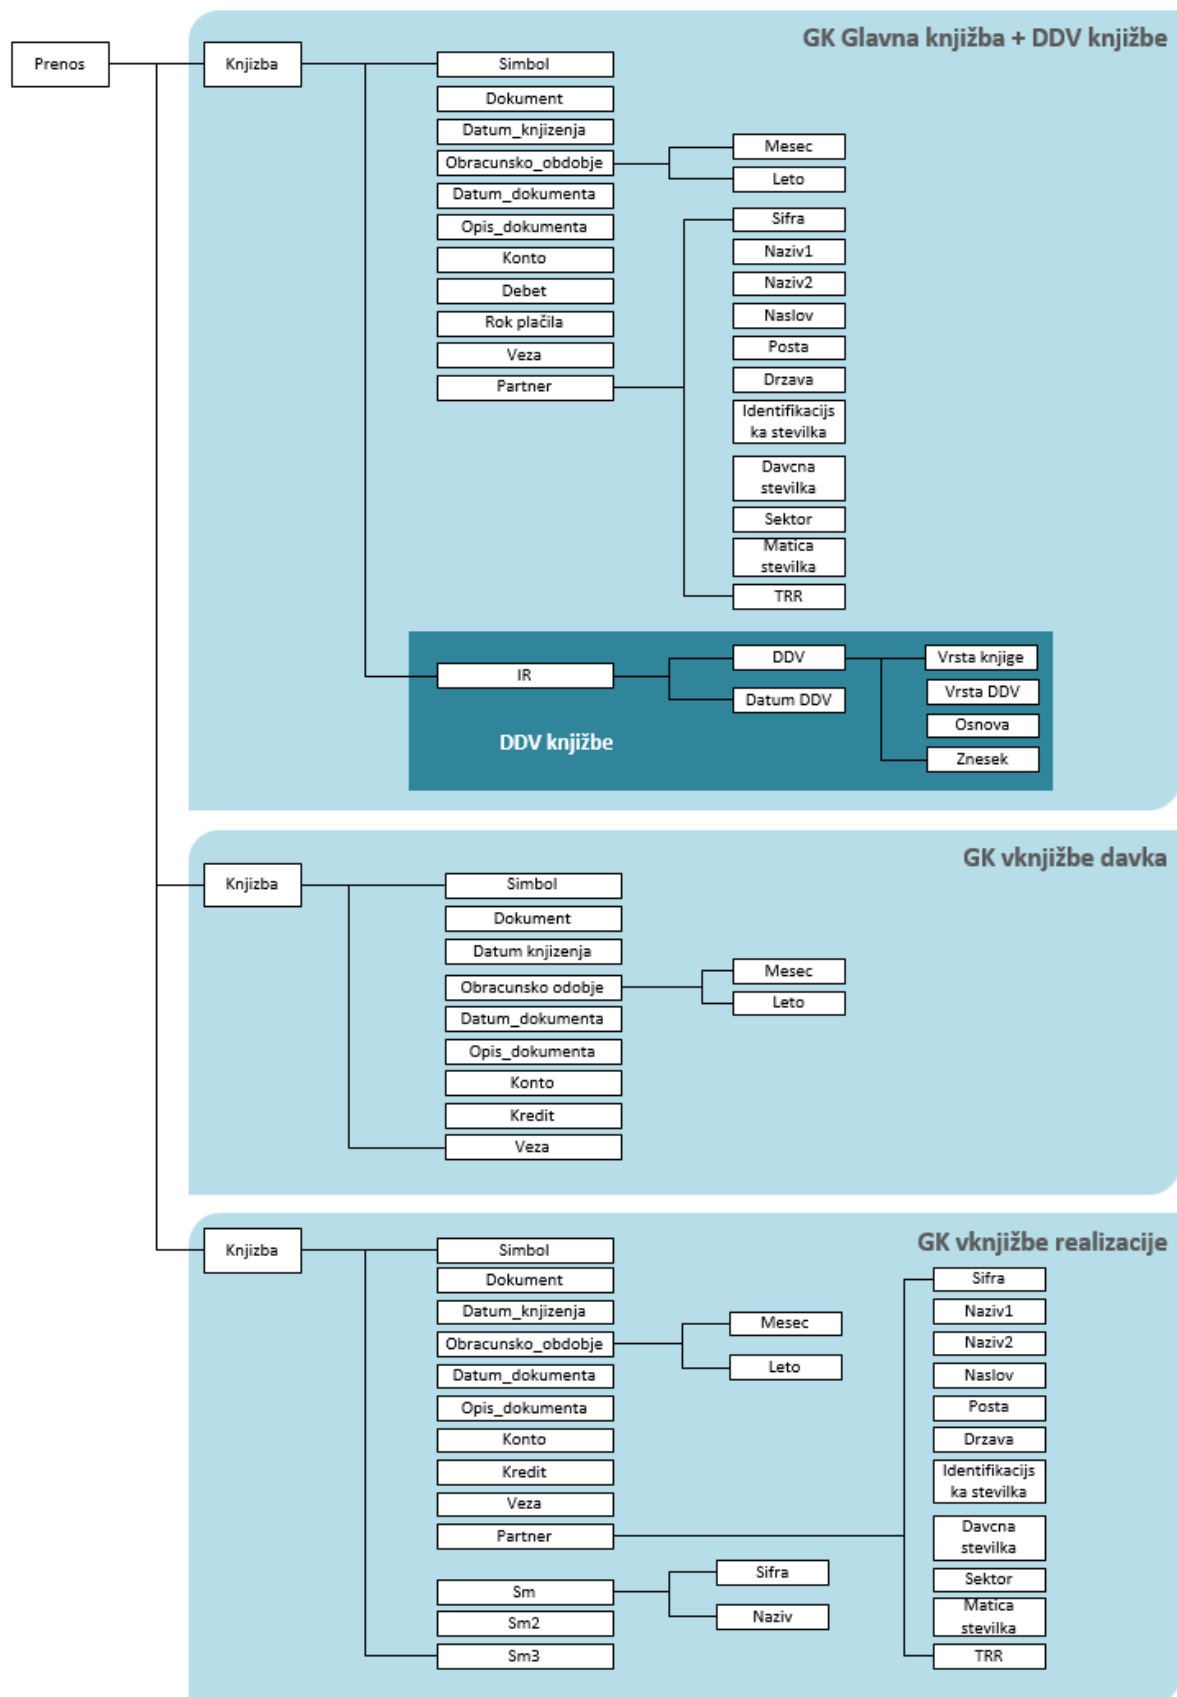 GK Glavna knjižba + DDV knjižbe
Prenos
Knjizba
Simbol
Dokument
Datum_knjizenja
Obracunsko_obdobje
Mesec
Leto
Datum_dokumenta
Opis_dokumenta
Konto
Debet
Rok plačila
Veza
Partner
Sifra
Naziv1
Naziv2
Naslov
Posta
Drzava
Identifikacijs
ka stevilka
Davcna
stevilka
Sektor
Matica
stevilka
TRR
IR
DDV
Datum DDV
Vrsta knjige
Vrsta DDV
Osnova
Znesek
DDV knjižbe
GK vknjižbe davka
Knjizba
Simbol
Dokument
Datum knjizenja
Obracunsko odobje
Mesec
Leto
Datum_dokumenta
Opis_dokumenta
Konto
Kredit
Veza
GK vknjižbe realizacije
Knjizba
Simbol
Dokument
Datum_knjizenja
Obracunsko_obdobje
Mesec
Leto
Datum_dokumenta
Opis_dokumenta
Konto
Kredit
Veza
Partner
Sifra
Naziv1
Naziv2
Naslov
Posta
Drzava
Identifikacijs
ka stevilka
Davcna
stevilka
Sektor
Matica
stevilka
TRR
Sm
Sifra
Naziv
Sm2
Sm3